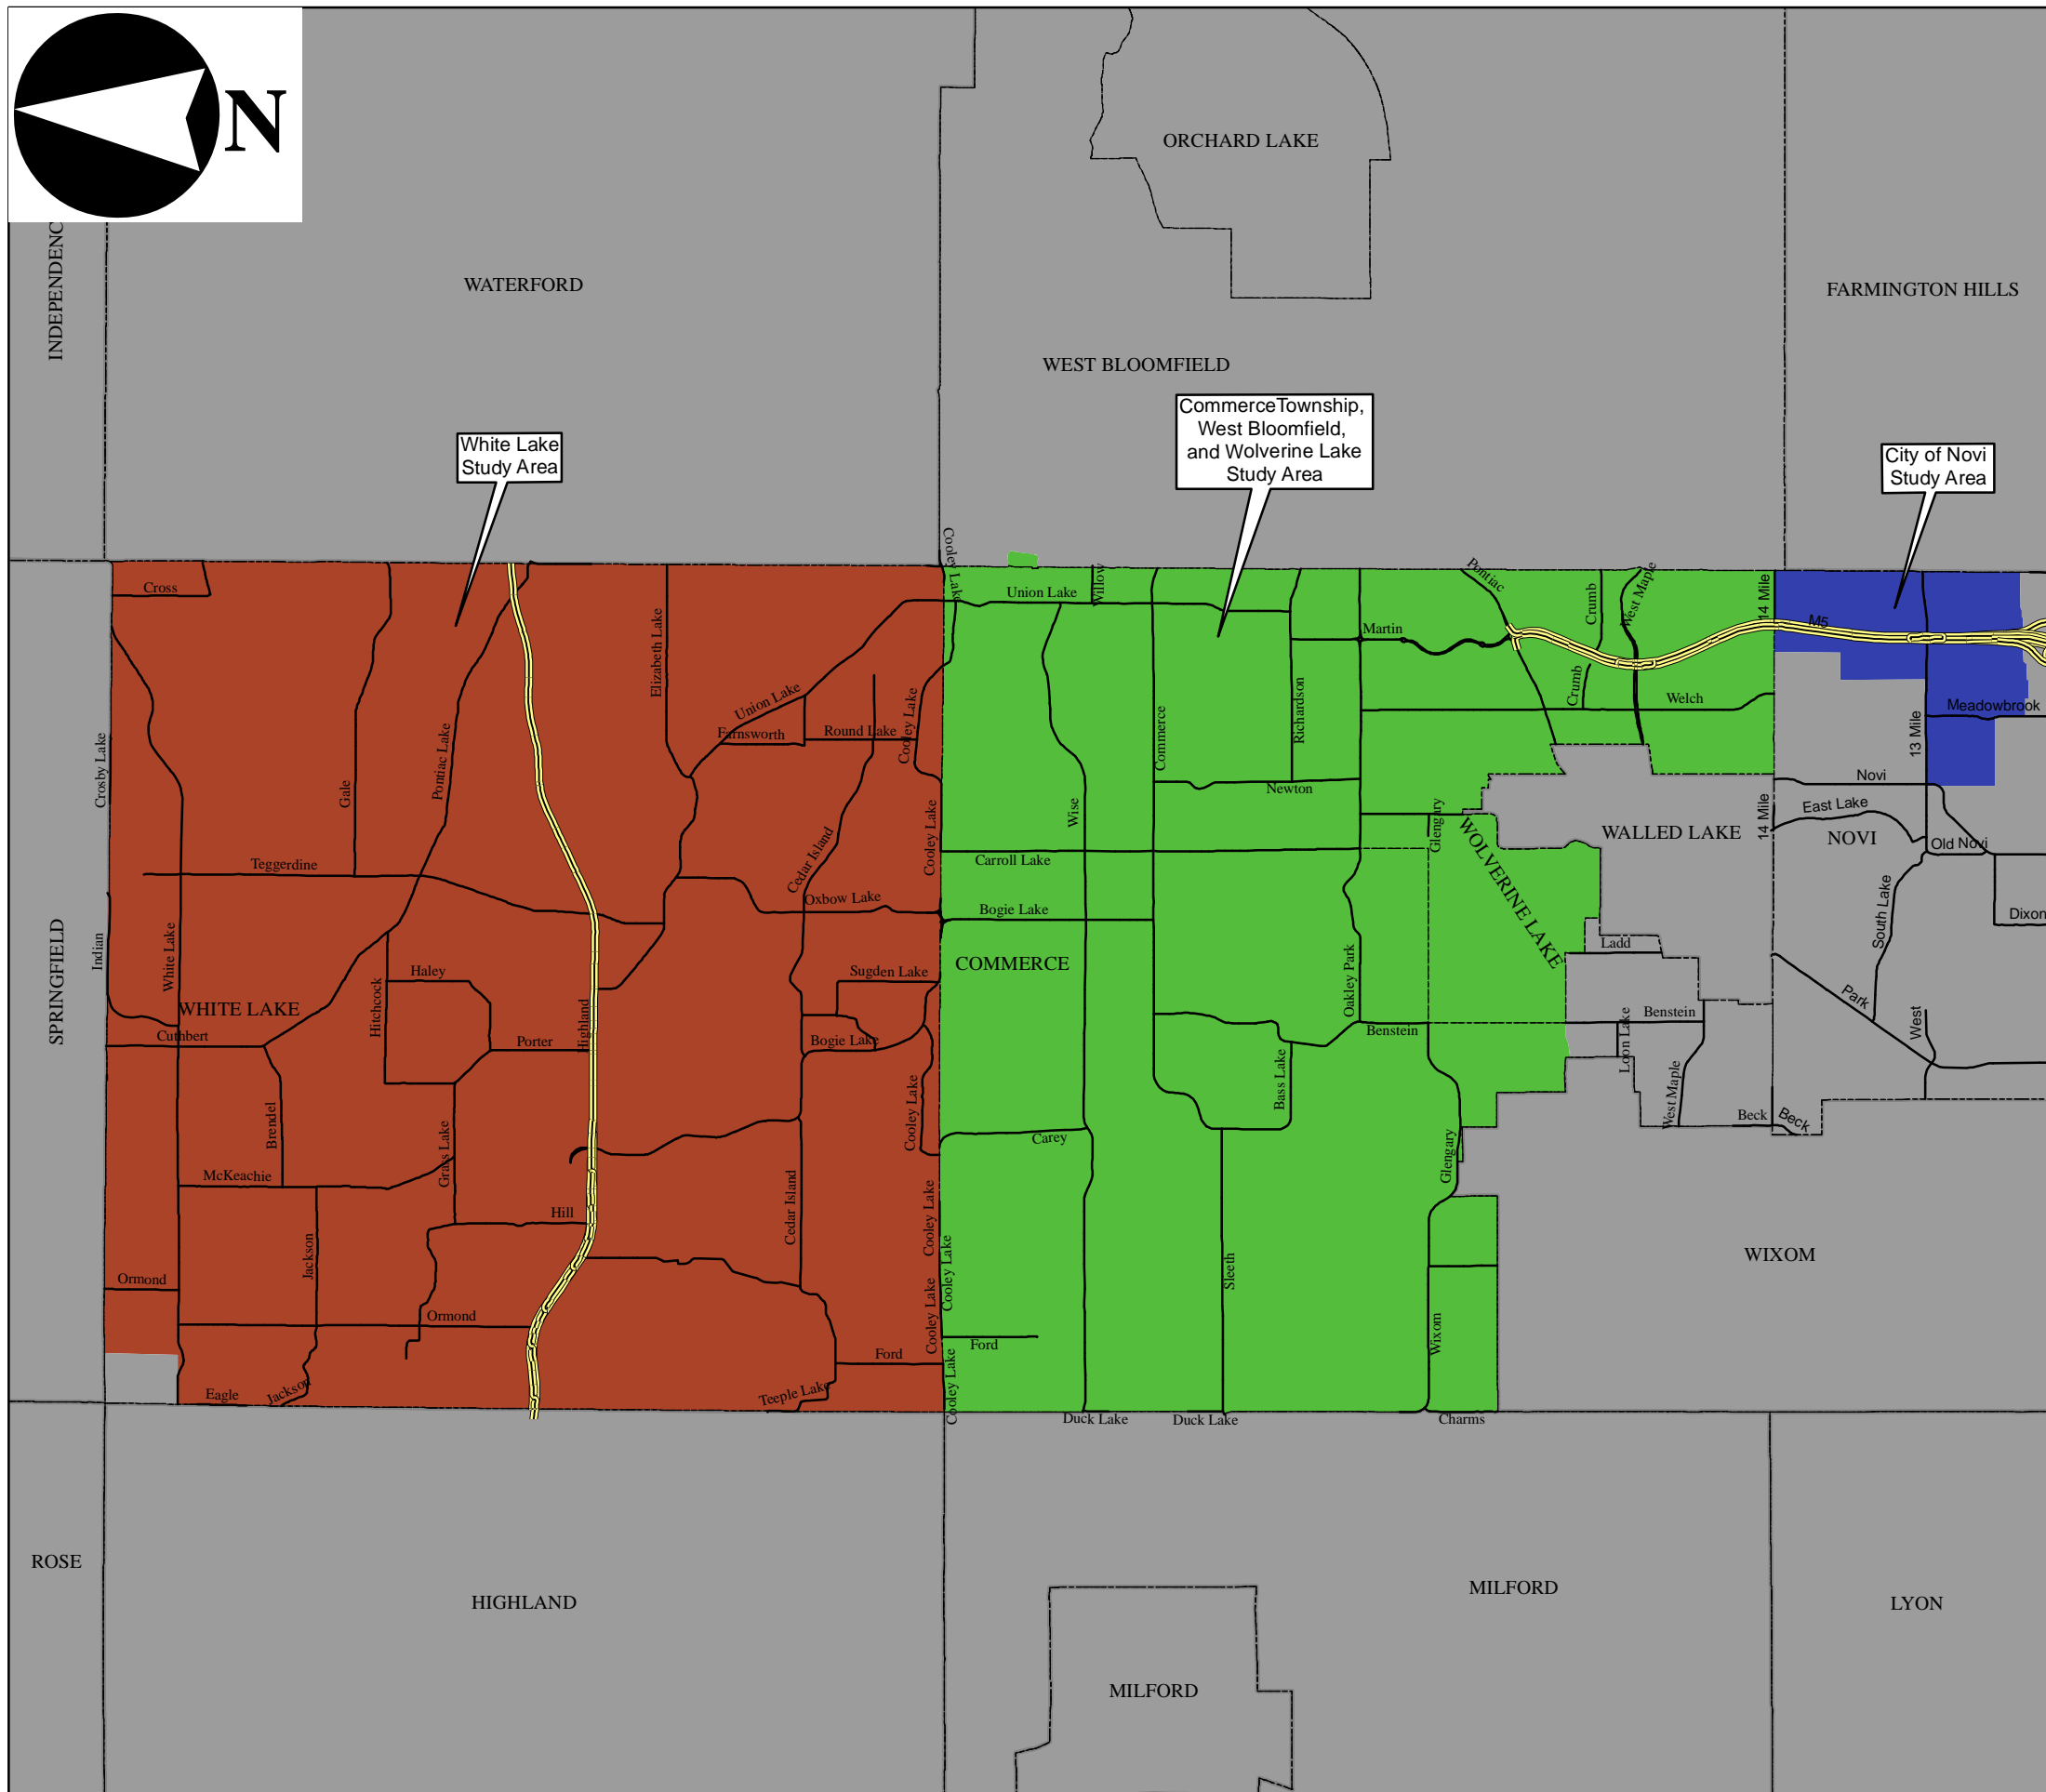 N
ORCHARD LAKE
INDEPENDENC
WATERFORD
FARMINGTON HILLS
WEST BLOOMFIELD
White Lake
Study Area
CommerceTownship,
West Bloomfield,
and Wolverine Lake
Study Area
City of Novi
Study Area
Cross
Cooley Lake
Union Lake
Willow
Pontiac
Crumb
West Maple
14 Mile
M5
Martin
Elizabeth Lake
Union Lake
Farnsworth
Round Lake
Cooley Lake
Richardson
Crumb
Welch
Meadowbrook
13 Mile
Crosby Lake
Gale
Pontiac Lake
Commerce
Newton
Novi
East Lake
14 Mile
NOVI
Old Novi
Wise
Glengary
WOLVERINE LAKE
WALLED LAKE
Teggerdine
Cedar Island
Cooley Lake
Carroll Lake
Oxbow Lake
Bogie Lake
South Lake
Dixon
SPRINGFIELD
Indian
White Lake
Haley
Sugden Lake
COMMERCE
Oakley Park
Ladd
Park
West
WHITE LAKE
Hitchcock
Highland
Cuthbert
Porter
Bogie Lake
Benstein
Benstein
Loon Lake
Bass Lake
West Maple
Beck
Beck
Brendel
Grass Lake
Cooley Lake
Carey
Glengary
McKeachie
Hill
Cedar Island
Cooley Lake
Jackson
Cooley Lake
Sleeth
WIXOM
Ormond
Ormond
Cooley Lake
Ford
Ford
Wixom
Eagle
Jackson
Teeple Lake
Cooley Lake
Duck Lake
Duck Lake
Charms
ROSE
HIGHLAND
MILFORD
LYON
MILFORD